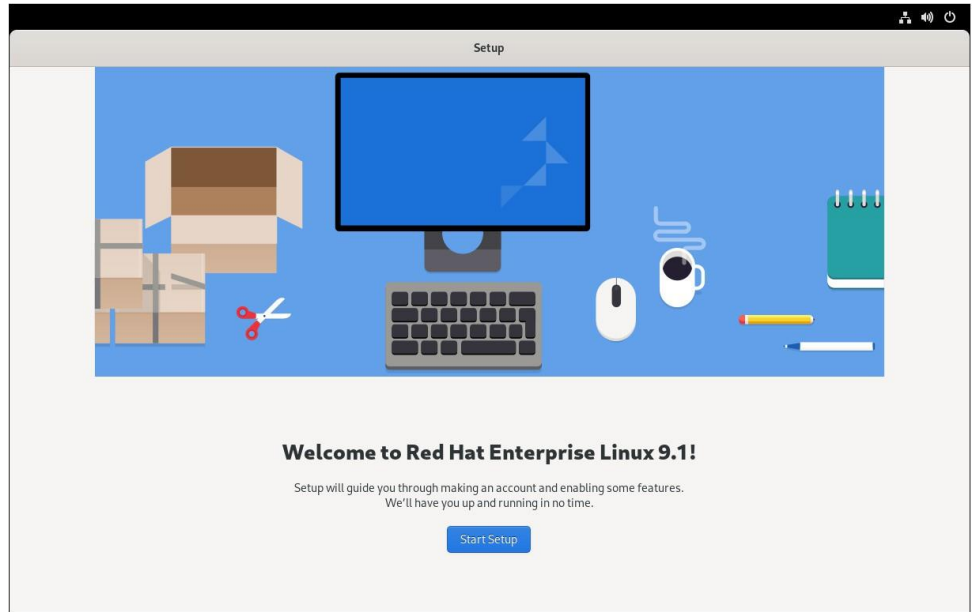 Setup
Welcome to Red Hat Enterprise Linux 9.1!
Setup will guide you through making an account and enabling some features.
We'll have you up and running in no time.
Start Setup